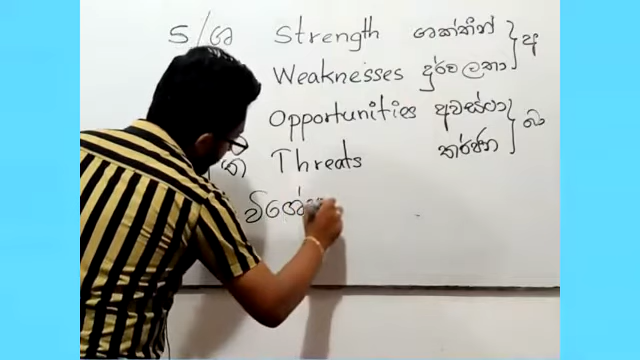 S/ශ Strength ශක්තීන් අ
Weaknesses දුර්වලතා
Opportunities අවස්ථා බා
ත Threats තර්ජන
විශ්ලේ